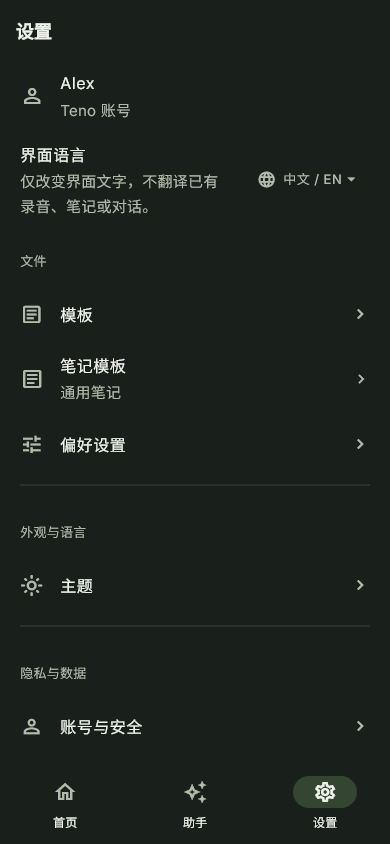 设置
Alex
Teno 账号
界面语言
仅改变界面文字，不翻译已有
录音、笔记或对话。
中文 / EN
文件
模板
笔记模板
通用笔记
偏好设置
外观与语言
主题
隐私与数据
账号与安全
首页
助手
设置